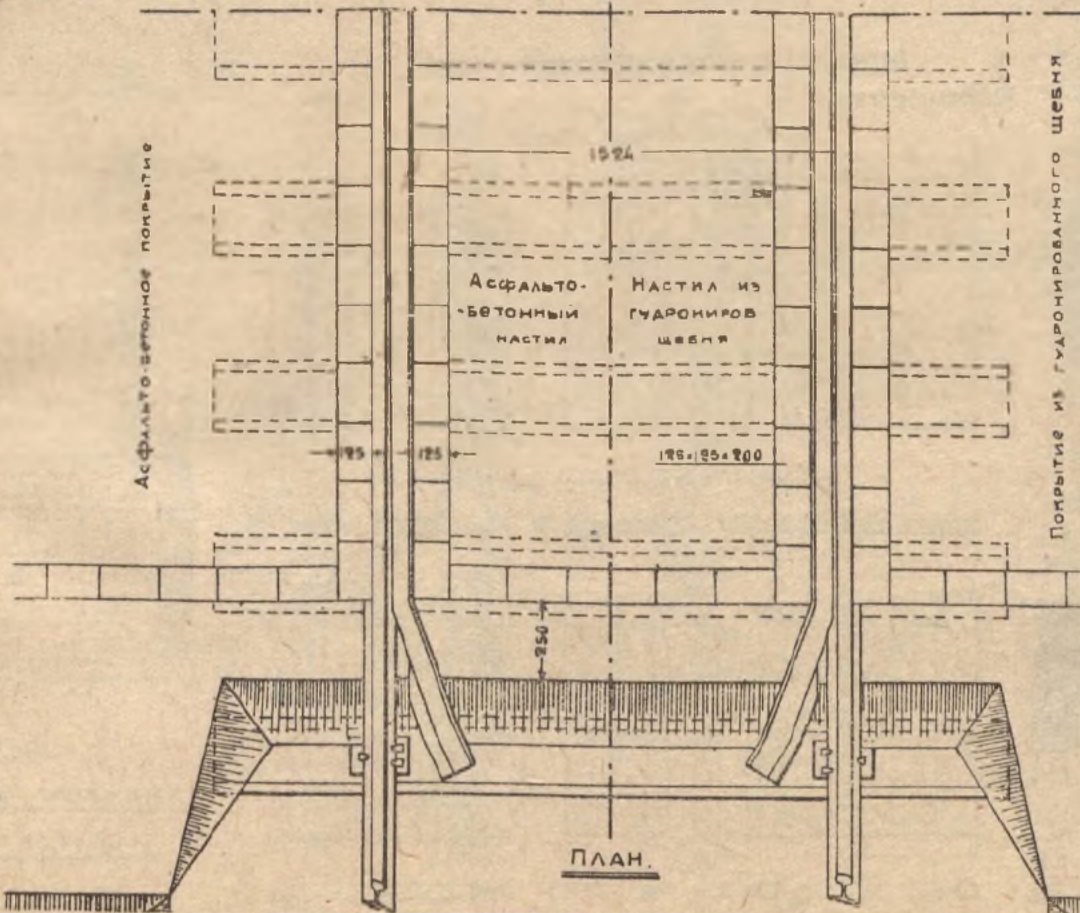 Асфальто-бетонное покрытие
1524
Асфальто-
-бетонный
настил
Настил из
гудрониров
щебня
125
125
125×125×200
250
Покрытие из гудронированного щебня
ПЛАН.